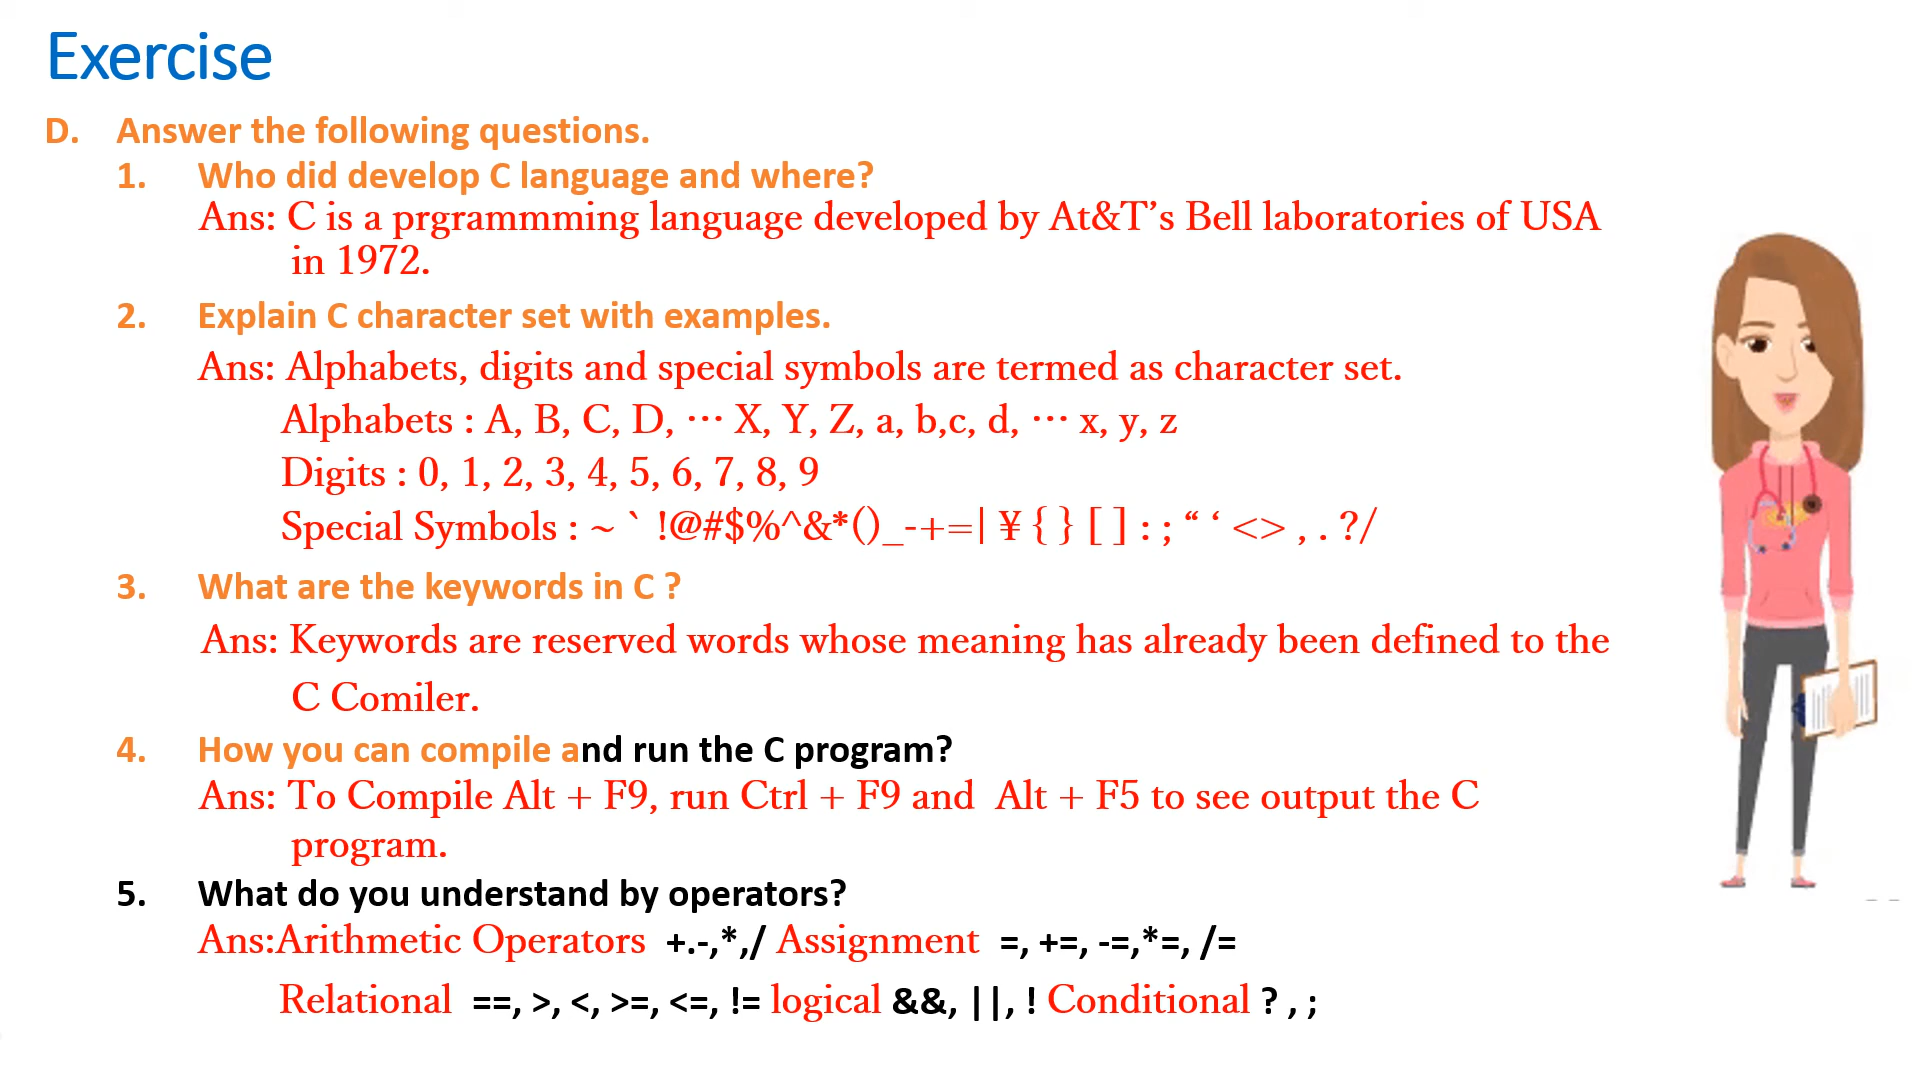 Exercise
D. Answer the following questions.
1. Who did develop C language and where?
Ans: C is a prgrammming language developed by At&T’s Bell laboratories of USA
in 1972.
2. Explain C character set with examples.
Ans: Alphabets, digits and special symbols are termed as character set.
Alphabets : A, B, C, D, ··· X, Y, Z, a, b,c, d, ··· x, y, z
Digits : 0, 1, 2, 3, 4, 5, 6, 7, 8, 9
Special Symbols : ~ ` !@#$%^&*()_-+=| ¥ { } [ ] : ; “ ‘ <> , . ?/
3. What are the keywords in C ?
Ans: Keywords are reserved words whose meaning has already been defined to the
C Comiler.
4. How you can compile and run the C program?
Ans: To Compile Alt + F9, run Ctrl + F9 and Alt + F5 to see output the C
program.
5. What do you understand by operators?
Ans:Arithmetic Operators +.-,*,/ Assignment =, +=, -=,*=, /=
Relational ==, >, <, >=, <=, != logical &&, ||, ! Conditional ? , ;